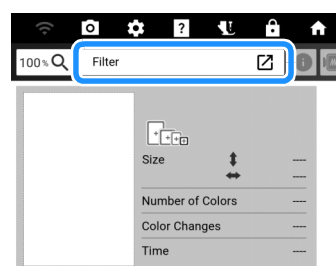 ?
100%
Filter
i
Size
----
----
Number of Colors ----
Color Changes ----
Time ----